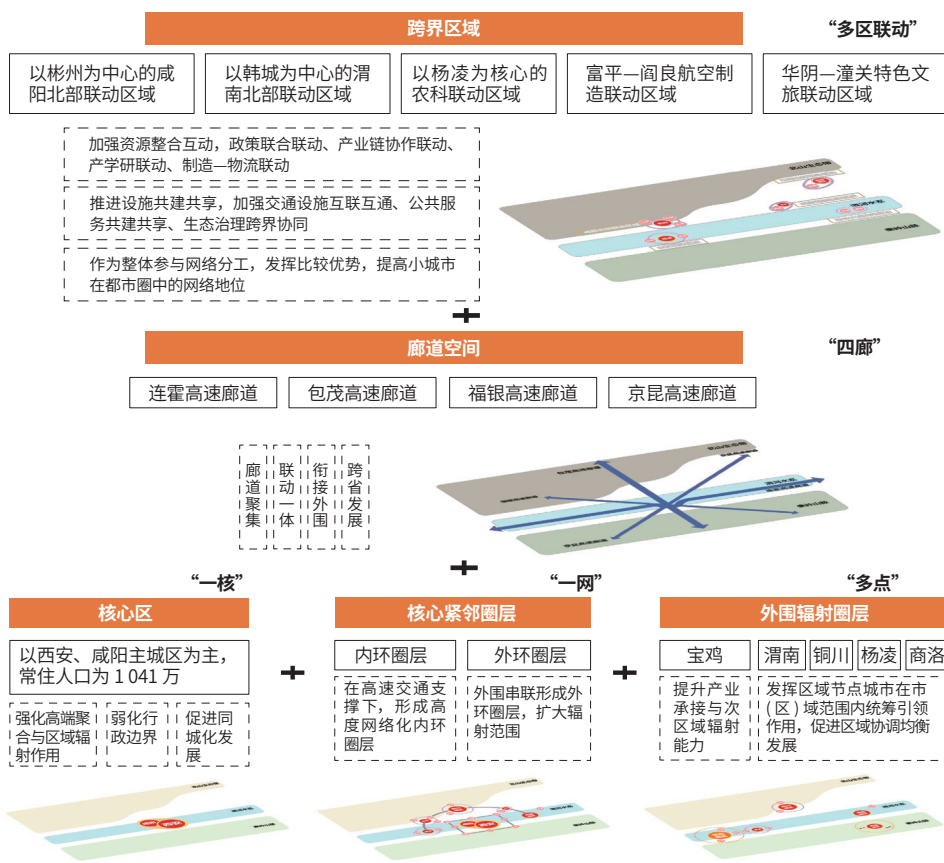 跨界区域
“多区联动”
以彬州为中心的咸
阳北部联动区域
以韩城为中心的渭
南北部联动区域
以杨凌为核心的
农科联动区域
富平—阎良航空制
造联动区域
华阴—潼关特色文
旅联动区域
加强资源整合互动，政策联合联动、产业链协作联动、
产学研联动、制造—物流联动
推进设施共建共享，加强交通设施互联互通、公共服
务共建共享、生态治理跨界协同
作为整体参与网络分工，发挥比较优势，提高小城市
在都市圈中的网络地位
+
廊道空间
“四廊”
连霍高速廊道
包茂高速廊道
福银高速廊道
京昆高速廊道
廊道聚集
联动一体
衔接外围
跨省发展
+
“一核”
“一网”
“多点”
核心区
核心紧邻圈层
外围辐射圈层
以西安、咸阳主城区为主，
常住人口为 1 041 万
强化高端聚
合与区域辐
射作用
弱化行
政边界
促进同
城化发
展
+
内环圈层
外环圈层
在高速交通支
撑下，形成高
度网络化内环
圈层
外围串联形成外
环圈层，扩大辐
射范围
+
宝鸡
渭南
铜川
杨凌
商洛
提升产业
承接与次
区域辐射
能力
发挥区域节点城市在市
(区) 域范围内统筹引领
作用，促进区域协调均衡
发展